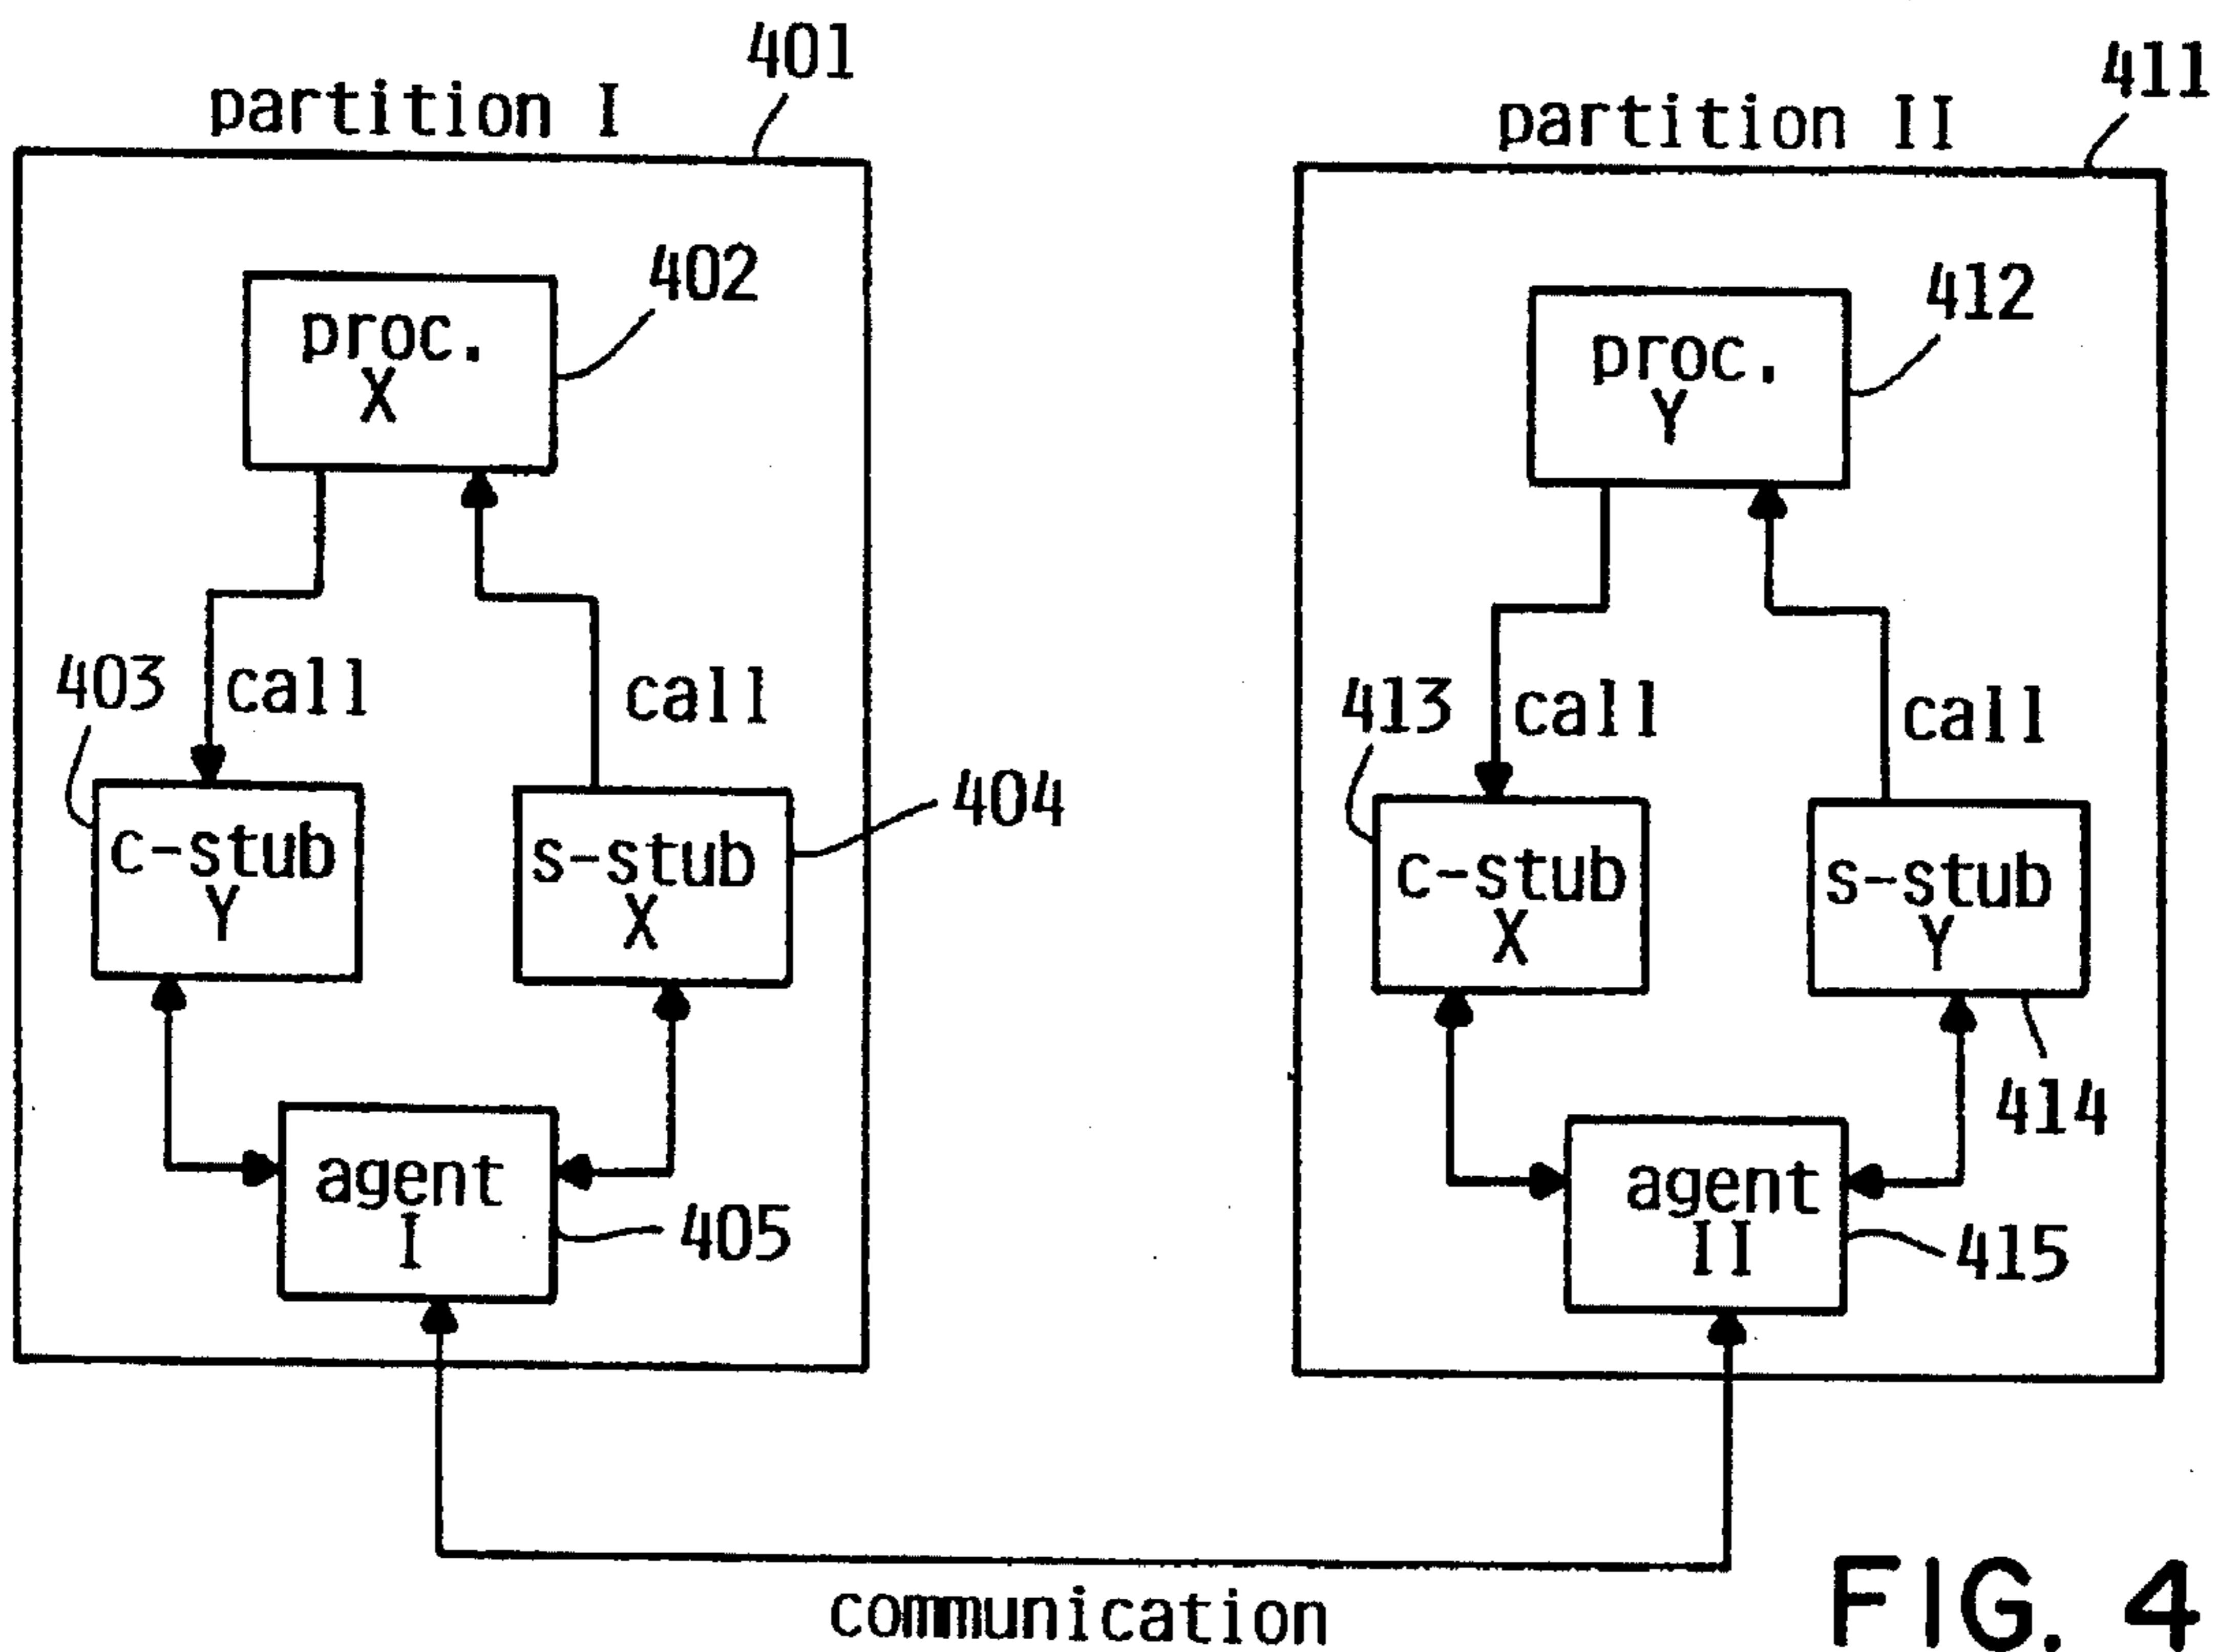 401
partition I
402
proc.
X
403
call
call
404
c-stub
Y
s-stub
X
agent
I
405
411
partition II
412
proc.
Y
413
call
call
c-stub
X
s-stub
Y
414
agent
II
415
communication
FIG. 4